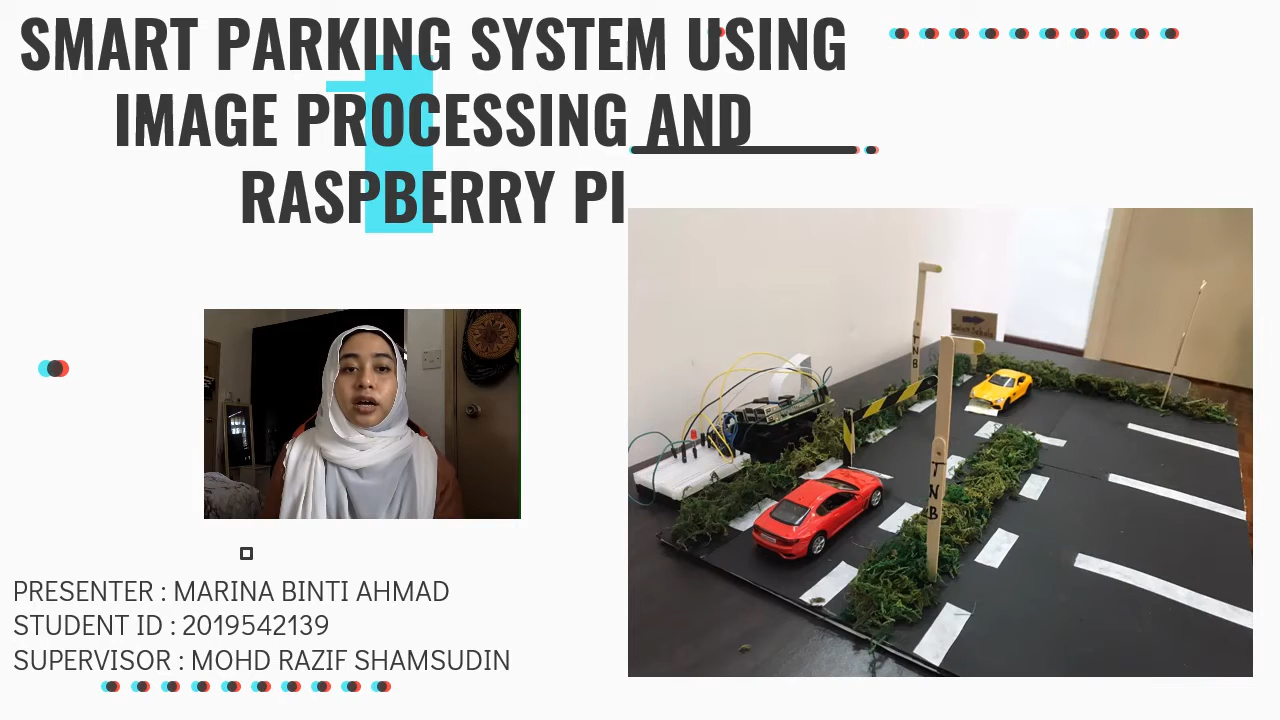 SMART PARKING SYSTEM USING
IMAGE PROCESSING AND
RASPBERRY PI
1
PRESENTER : MARINA BINTI AHMAD
STUDENT ID : 2019542139
SUPERVISOR : MOHD RAZIF SHAMSUDIN
TNB
TNB